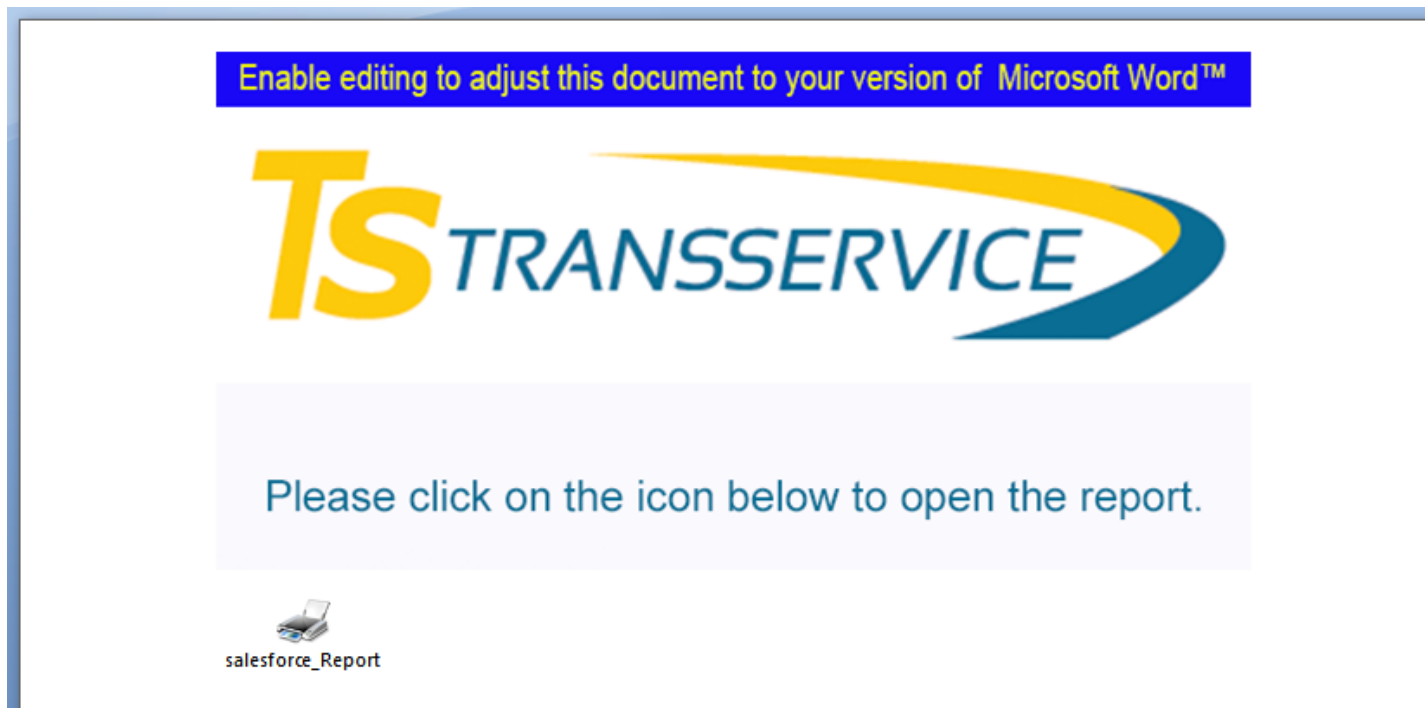 Enable editing to adjust this document to your version of Microsoft Word™
TS TRANSSERVICE
Please click on the icon below to open the report.
salesforce_Report